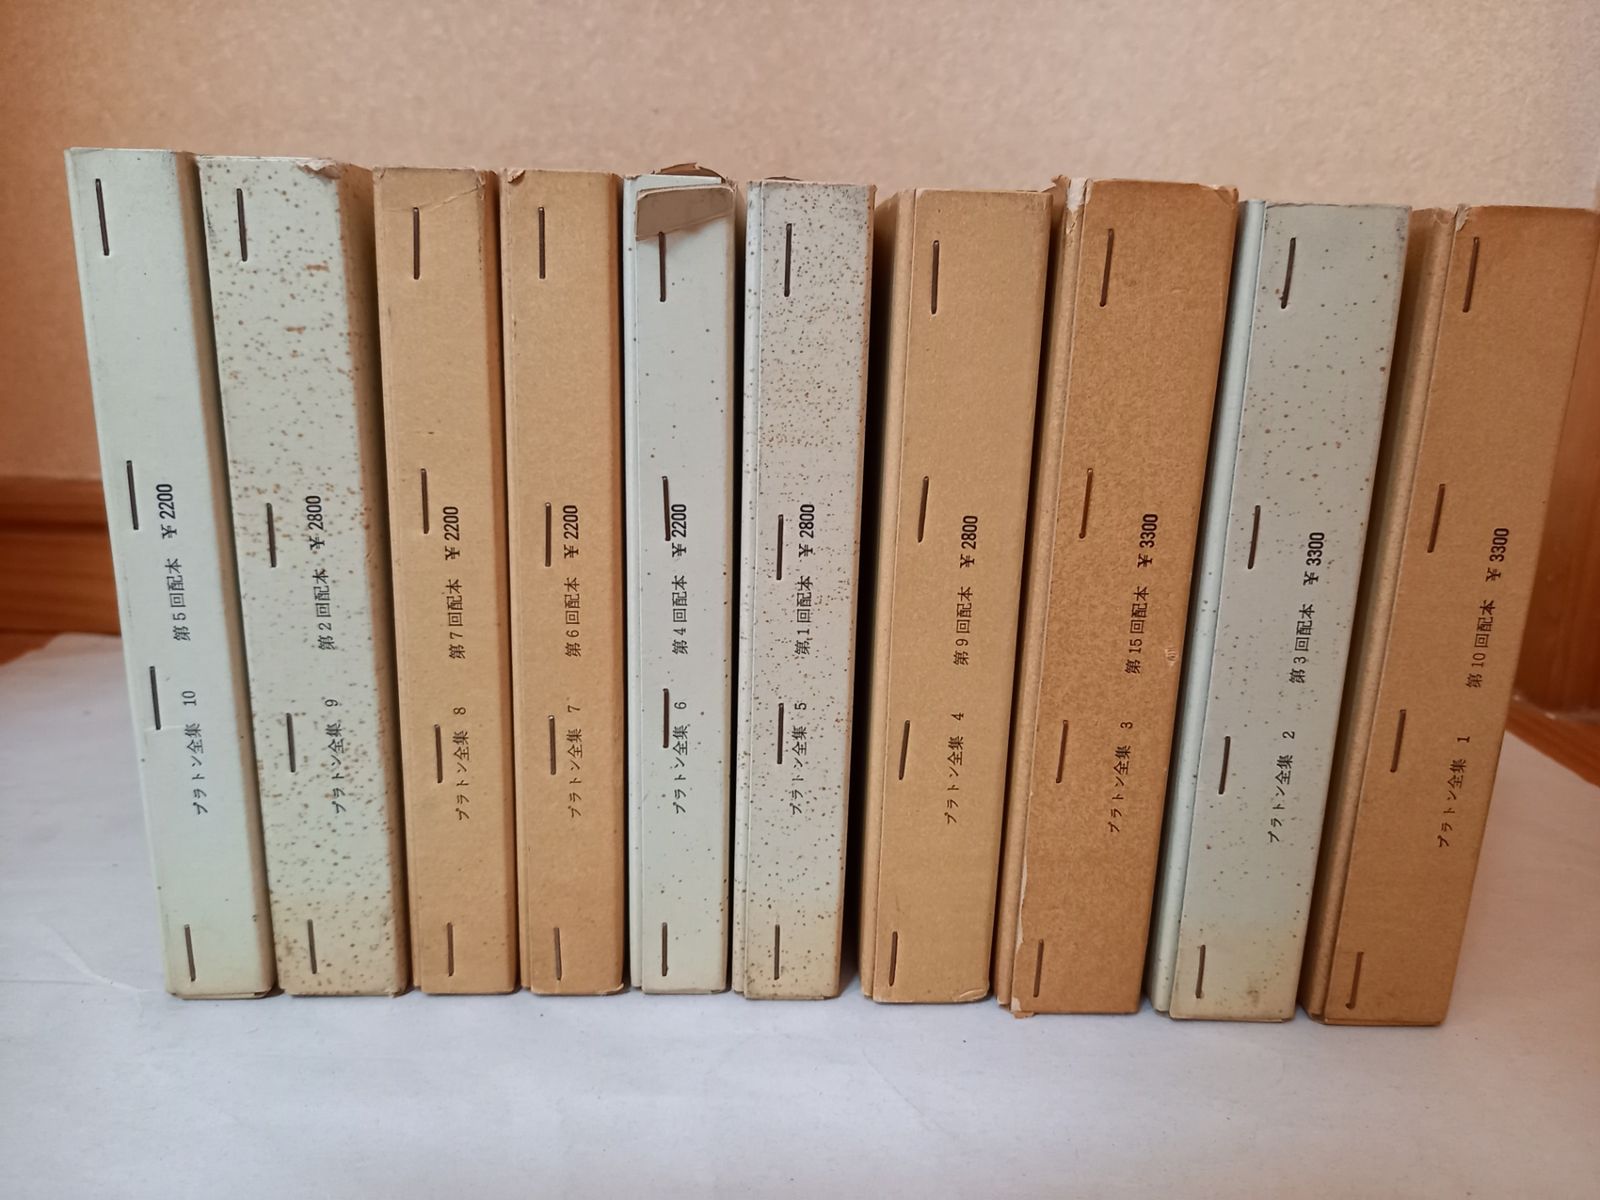 プラトン全集 10 第5回配本 ¥2200
プラトン全集 9 第2回配本 ¥2800
プラトン全集 8 第7回配本 ¥2200
プラトン全集 7 第6回配本 ¥2200
プラトン全集 6 第4回配本 ¥2200
プラトン全集 5 第1回配本 ¥2800
プラトン全集 4 第9回配本 ¥2800
プラトン全集 3 第15回配本 ¥3300
プラトン全集 2 第3回配本 ¥3300
プラトン全集 1 第10回配本 ¥3300